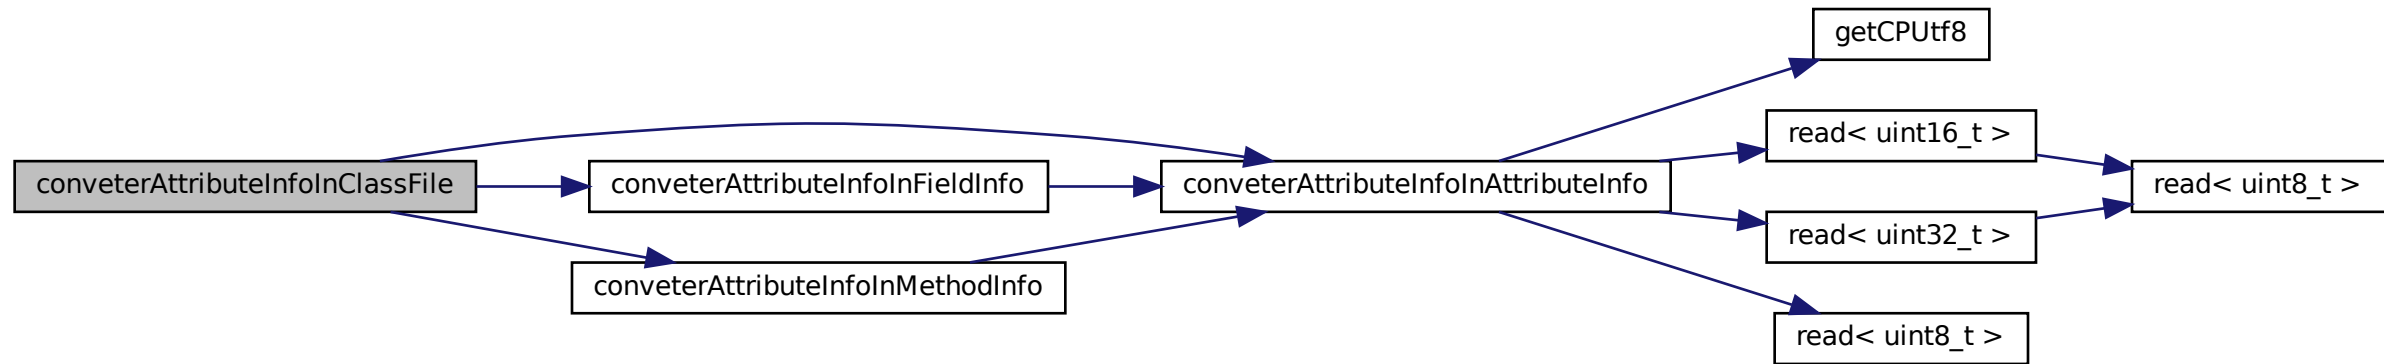 conveterAttributeInfoInClassFile
conveterAttributeInfoInFieldInfo
conveterAttributeInfoInMethodInfo
conveterAttributeInfoInAttributeInfo
getCPUtf8
read< uint16_t >
read< uint32_t >
read< uint8_t >
read< uint8_t >